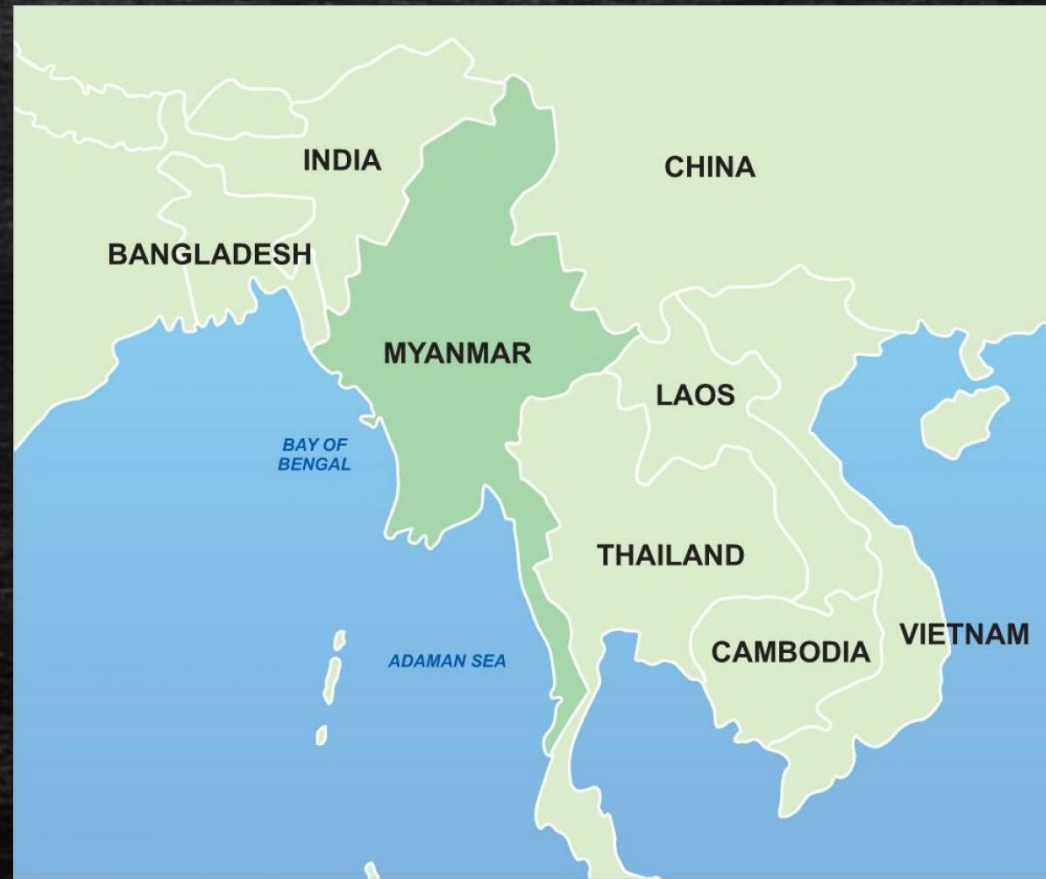 INDIA
CHINA
BANGLADESH
MYANMAR
LAOS
BAY OF
BENGAL
THAILAND
VIETNAM
CAMBODIA
ADAMAN SEA